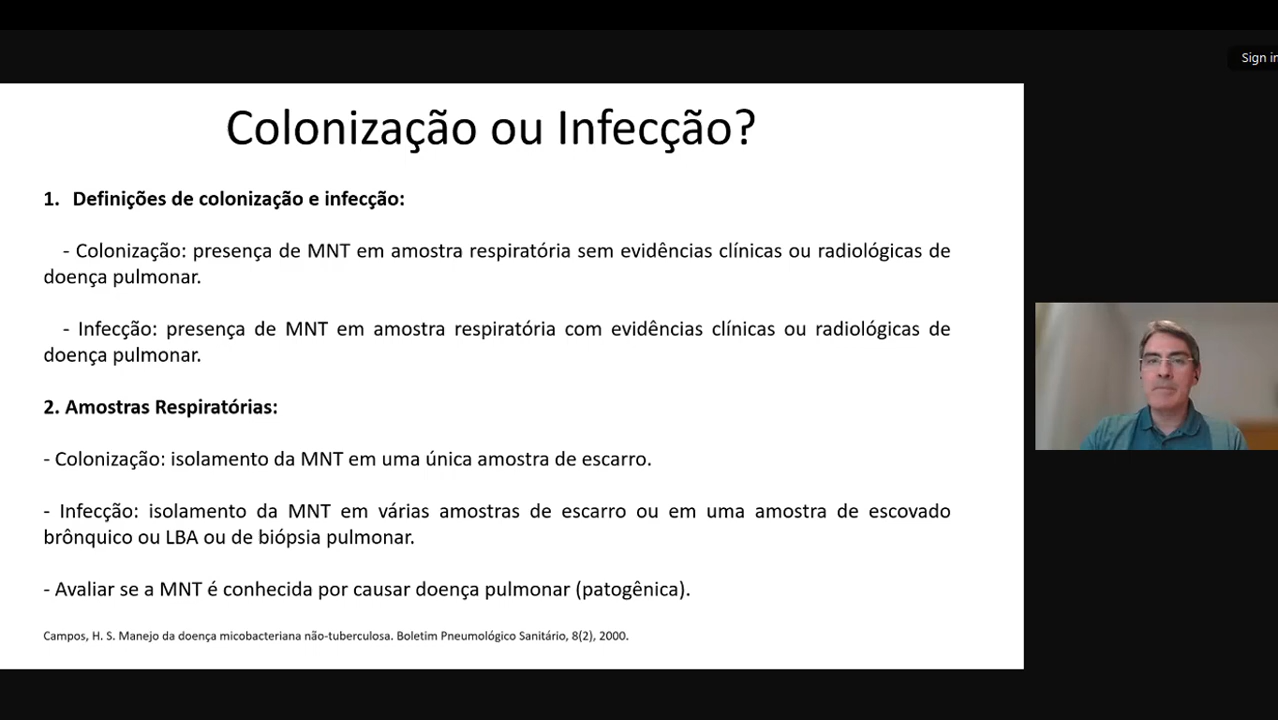 Sign in
Colonização ou Infecção?
1. Definições de colonização e infecção:
- Colonização: presença de MNT em amostra respiratória sem evidências clínicas ou radiológicas de
doença pulmonar.
- Infecção: presença de MNT em amostra respiratória com evidências clínicas ou radiológicas de
doença pulmonar.
2. Amostras Respiratórias:
- Colonização: isolamento da MNT em uma única amostra de escarro.
- Infecção: isolamento da MNT em várias amostras de escarro ou em uma amostra de escovado
brônquico ou LBA ou de biópsia pulmonar.
- Avaliar se a MNT é conhecida por causar doença pulmonar (patogênica).
Campos, H. S. Manejo da doença micobacteriana não-tuberculosa. Boletim Pneumológico Sanitário, 8(2), 2000.